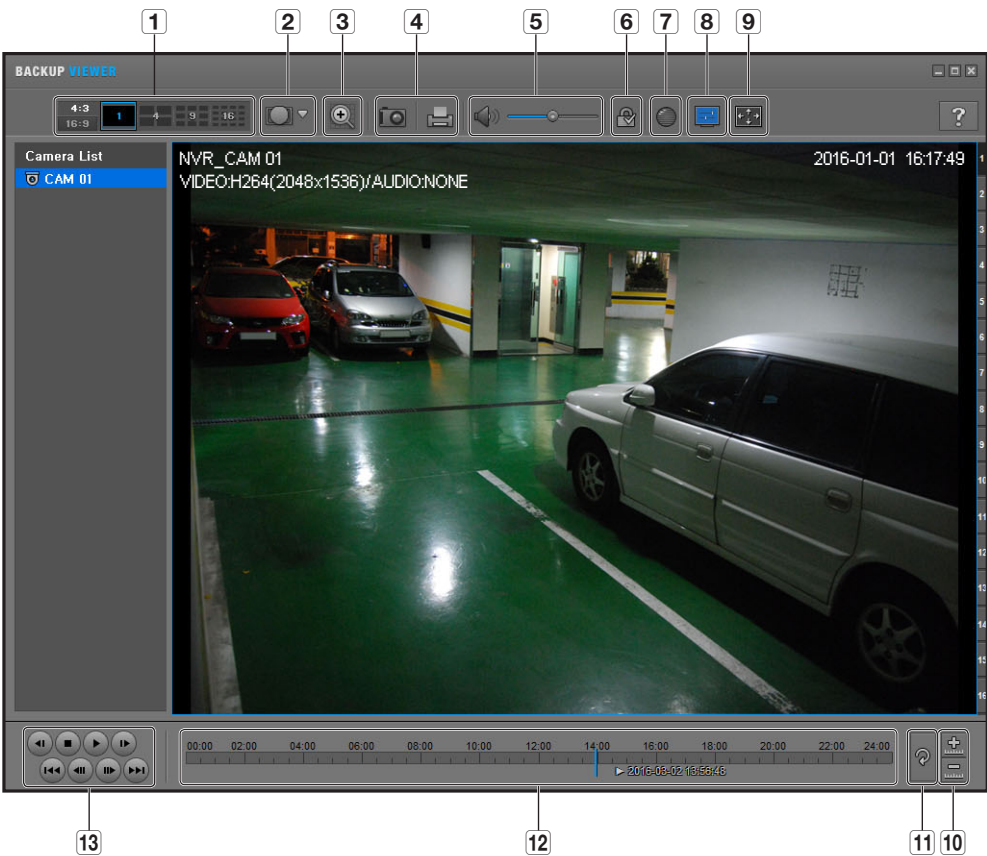 1 2 3 4 5 6 7 8 9
BACKUP VIEWER
4:3
16:9
1 4 9 16
?
Camera List
CAM 01
NVR_CAM 01
2016-01-01 16:17:49
VIDEO:H264(2048x1536)/AUDIO:NONE
1
2
3
4
5
6
7
8
9
10
11
12
13
14
15
16
00:00 02:00 04:00 06:00 08:00 10:00 12:00 14:00 16:00 18:00 20:00 22:00 24:00
2016-03-02 13:58:48
13 12 11 10